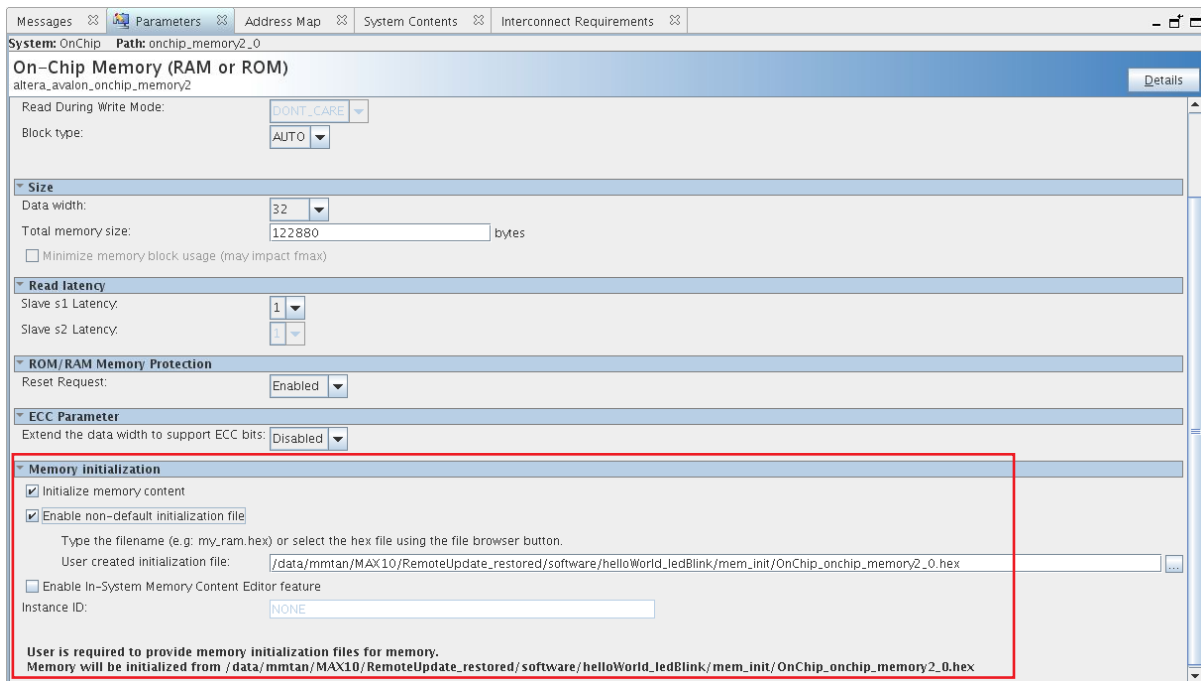 Messages Parameters Address Map System Contents Interconnect Requirements
System: OnChip Path: onchip_memory2_0
On-Chip Memory (RAM or ROM)
altera_avalon_onchip_memory2
Details
Read During Write Mode: DONT_CARE
Block type: AUTO
Size
Data width: 32
Total memory size: 122880 bytes
Minimize memory block usage (may impact fmax)
Read latency
Slave s1 Latency: 1
Slave s2 Latency: 1
ROM/RAM Memory Protection
Reset Request: Enabled
ECC Parameter
Extend the data width to support ECC bits: Disabled
Memory initialization
Initialize memory content
Enable non-default initialization file
Type the filename (e.g: my_ram.hex) or select the hex file using the file browser button.
User created initialization file: /data/mmtan/MAX10/RemoteUpdate_restored/software/helloWorld_ledBlink/mem_init/OnChip_onchip_memory2_0.hex ...
Enable In-System Memory Content Editor feature
Instance ID: NONE
User is required to provide memory initialization files for memory.
Memory will be initialized from /data/mmtan/MAX10/RemoteUpdate_restored/software/helloWorld_ledBlink/mem_init/OnChip_onchip_memory2_0.hex